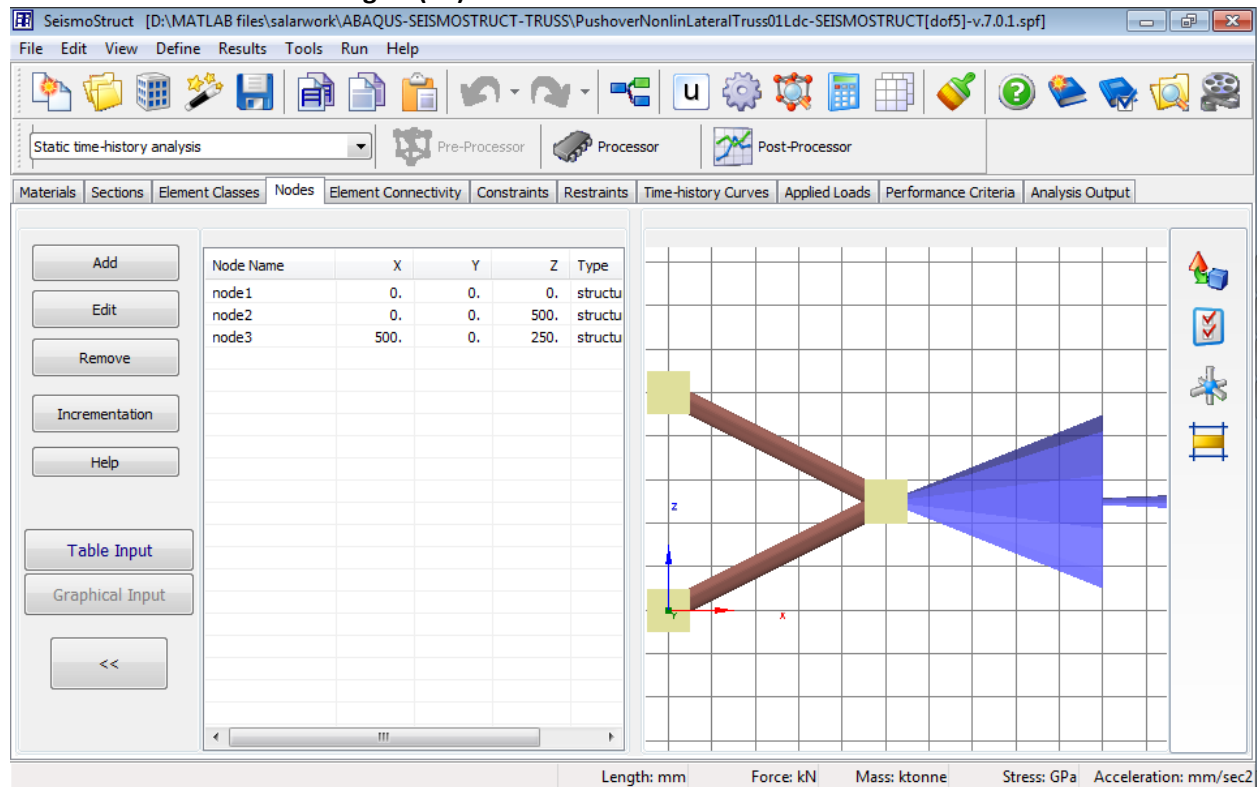 SeismoStruct [D:\MATLAB files\salarwork\ABAQUS-SEISMOSTRUCT-TRUSS\PushoverNonlinLateralTruss01Ldc-SEISMOSTRUCT[dof5]-v.7.0.1.spf]
File Edit View Define Results Tools Run Help
u
Static time-history analysis Pre-Processor Processor Post-Processor
Materials Sections Element Classes Nodes Element Connectivity Constraints Restraints Time-history Curves Applied Loads Performance Criteria Analysis Output
Add
Edit
Remove
Incrementation
Help
Table Input
Graphical Input
<<
Node Name X Y Z Type
node1 0. 0. 0. structu
node2 0. 0. 500. structu
node3 500. 0. 250. structu
Z
Y X
Length: mm Force: kN Mass: ktonne Stress: GPa Acceleration: mm/sec2